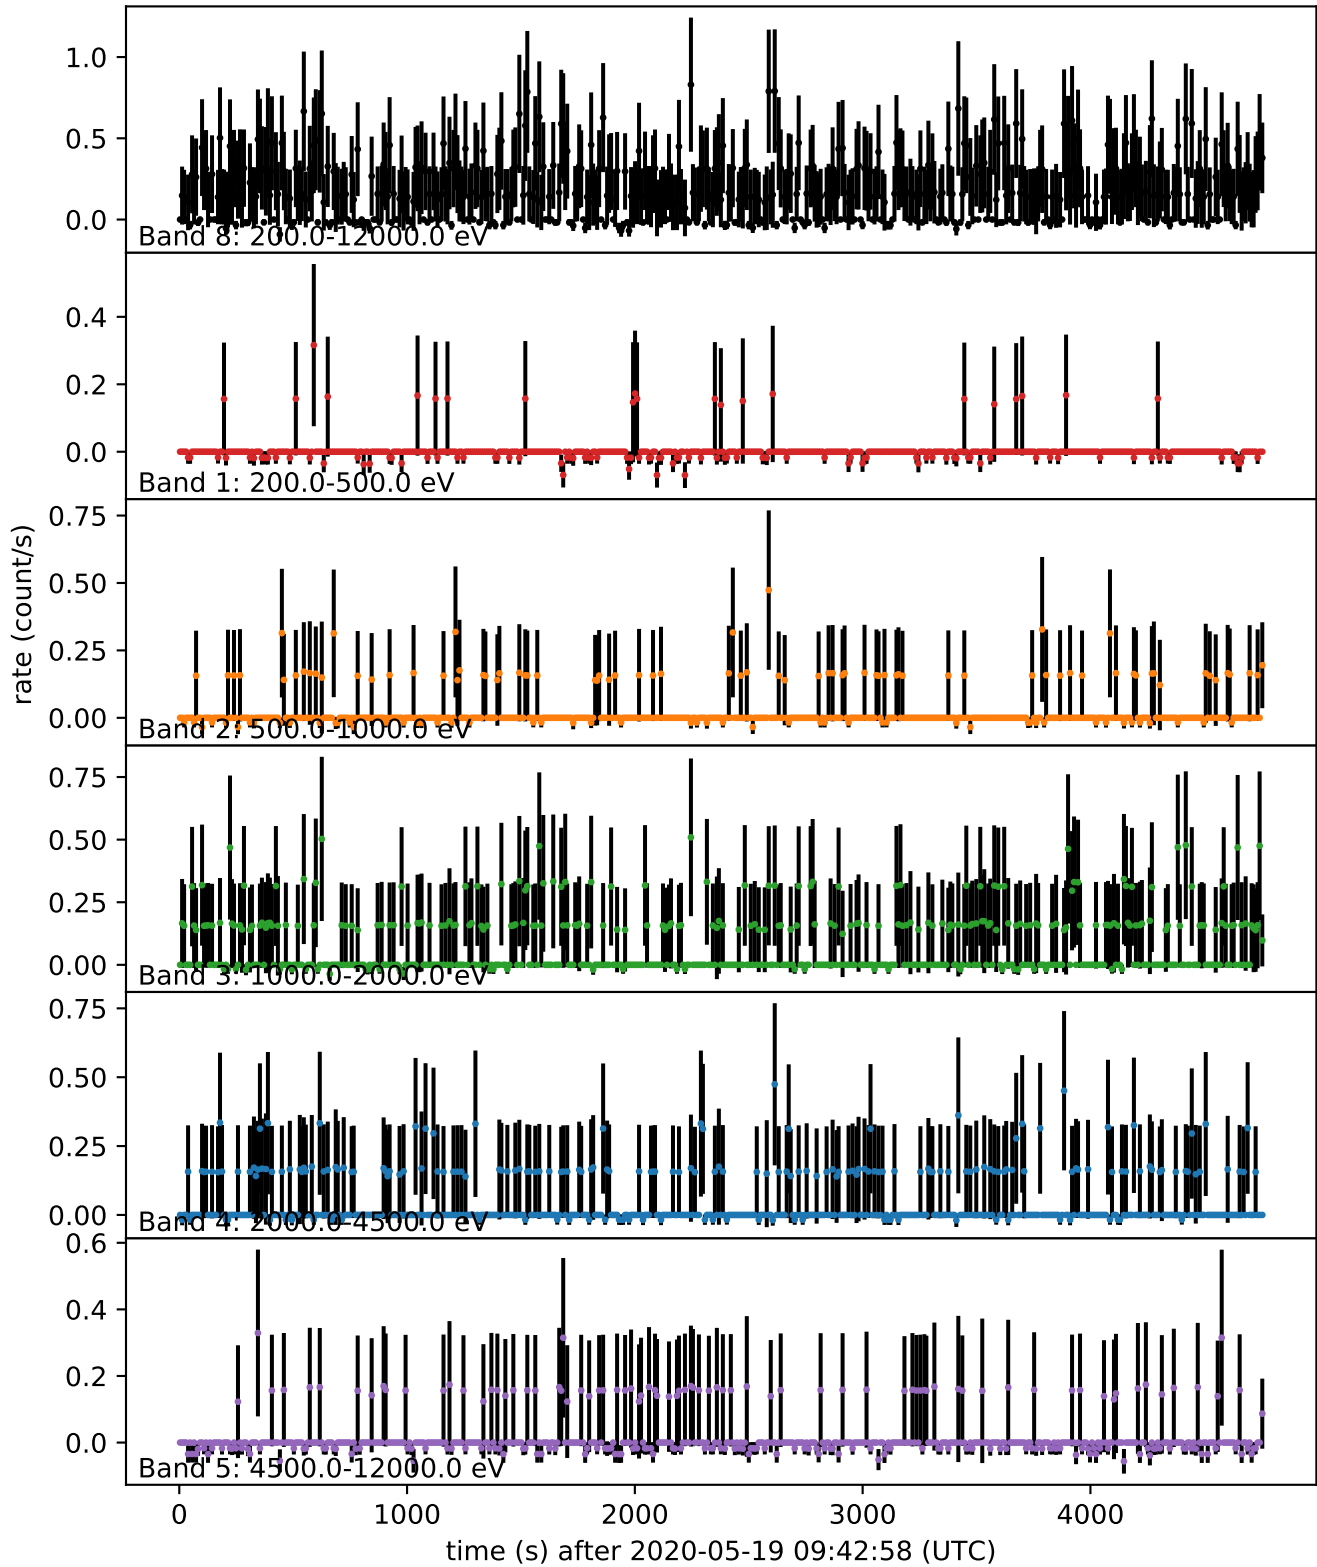 1.0
0.5
0.0
Band 8: 200.0-12000.0 eV
0.4
0.2
0.0
Band 1: 200.0-500.0 eV
rate (count/s)
0.75
0.50
0.25
0.00
Band 2: 500.0-1000.0 eV
0.75
0.50
0.25
0.00
Band 3: 1000.0-2000.0 eV
0.75
0.50
0.25
0.00
Band 4: 2000.0-4500.0 eV
0.6
0.4
0.2
0.0
Band 5: 4500.0-12000.0 eV
0 1000 2000 3000 4000
time (s) after 2020-05-19 09:42:58 (UTC)